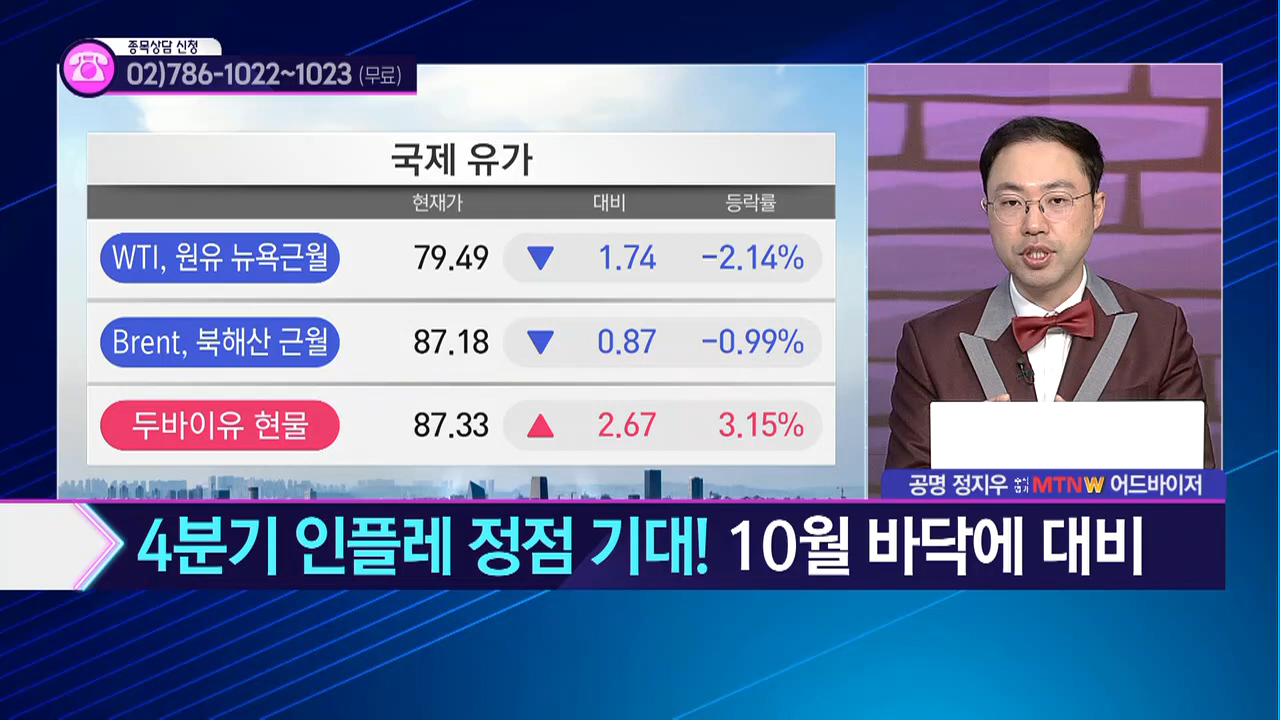 종목상담 신청
02)786-1022~1023 (무료)
국제 유가
현재가 대비 등락률
WTI, 원유 뉴욕근월 79.49 ▼ 1.74 -2.14%
Brent, 북해산 근월 87.18 ▼ 0.87 -0.99%
두바이유 현물 87.33 ▲ 2.67 3.15%
공명 정지우 MTNW 어드바이저
4분기 인플레 정점 기대! 10월 바닥에 대비